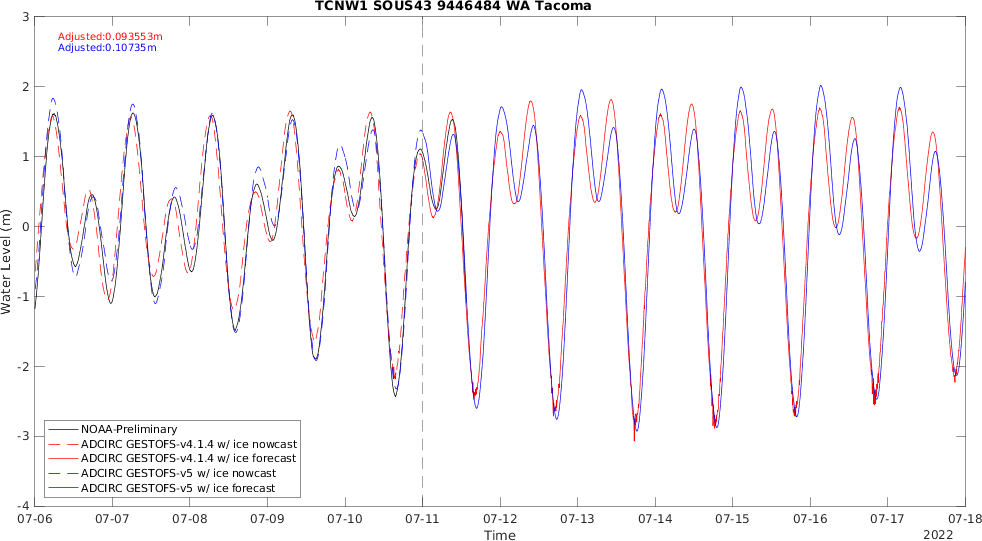 TCNW1 SOUS43 9446484 WA Tacoma
Adjusted:0.093553m
Adjusted:0.10735m
3
2
1
0
-1
-2
-3
-4
Water Level (m)
NOAA-Preliminary
ADCIRC GESTOFS-v4.1.4 w/ ice nowcast
ADCIRC GESTOFS-v4.1.4 w/ ice forecast
ADCIRC GESTOFS-v5 w/ ice nowcast
ADCIRC GESTOFS-v5 w/ ice forecast
07-06 07-07 07-08 07-09 07-10 07-11 07-12 07-13 07-14 07-15 07-16 07-17 07-18
Time
2022